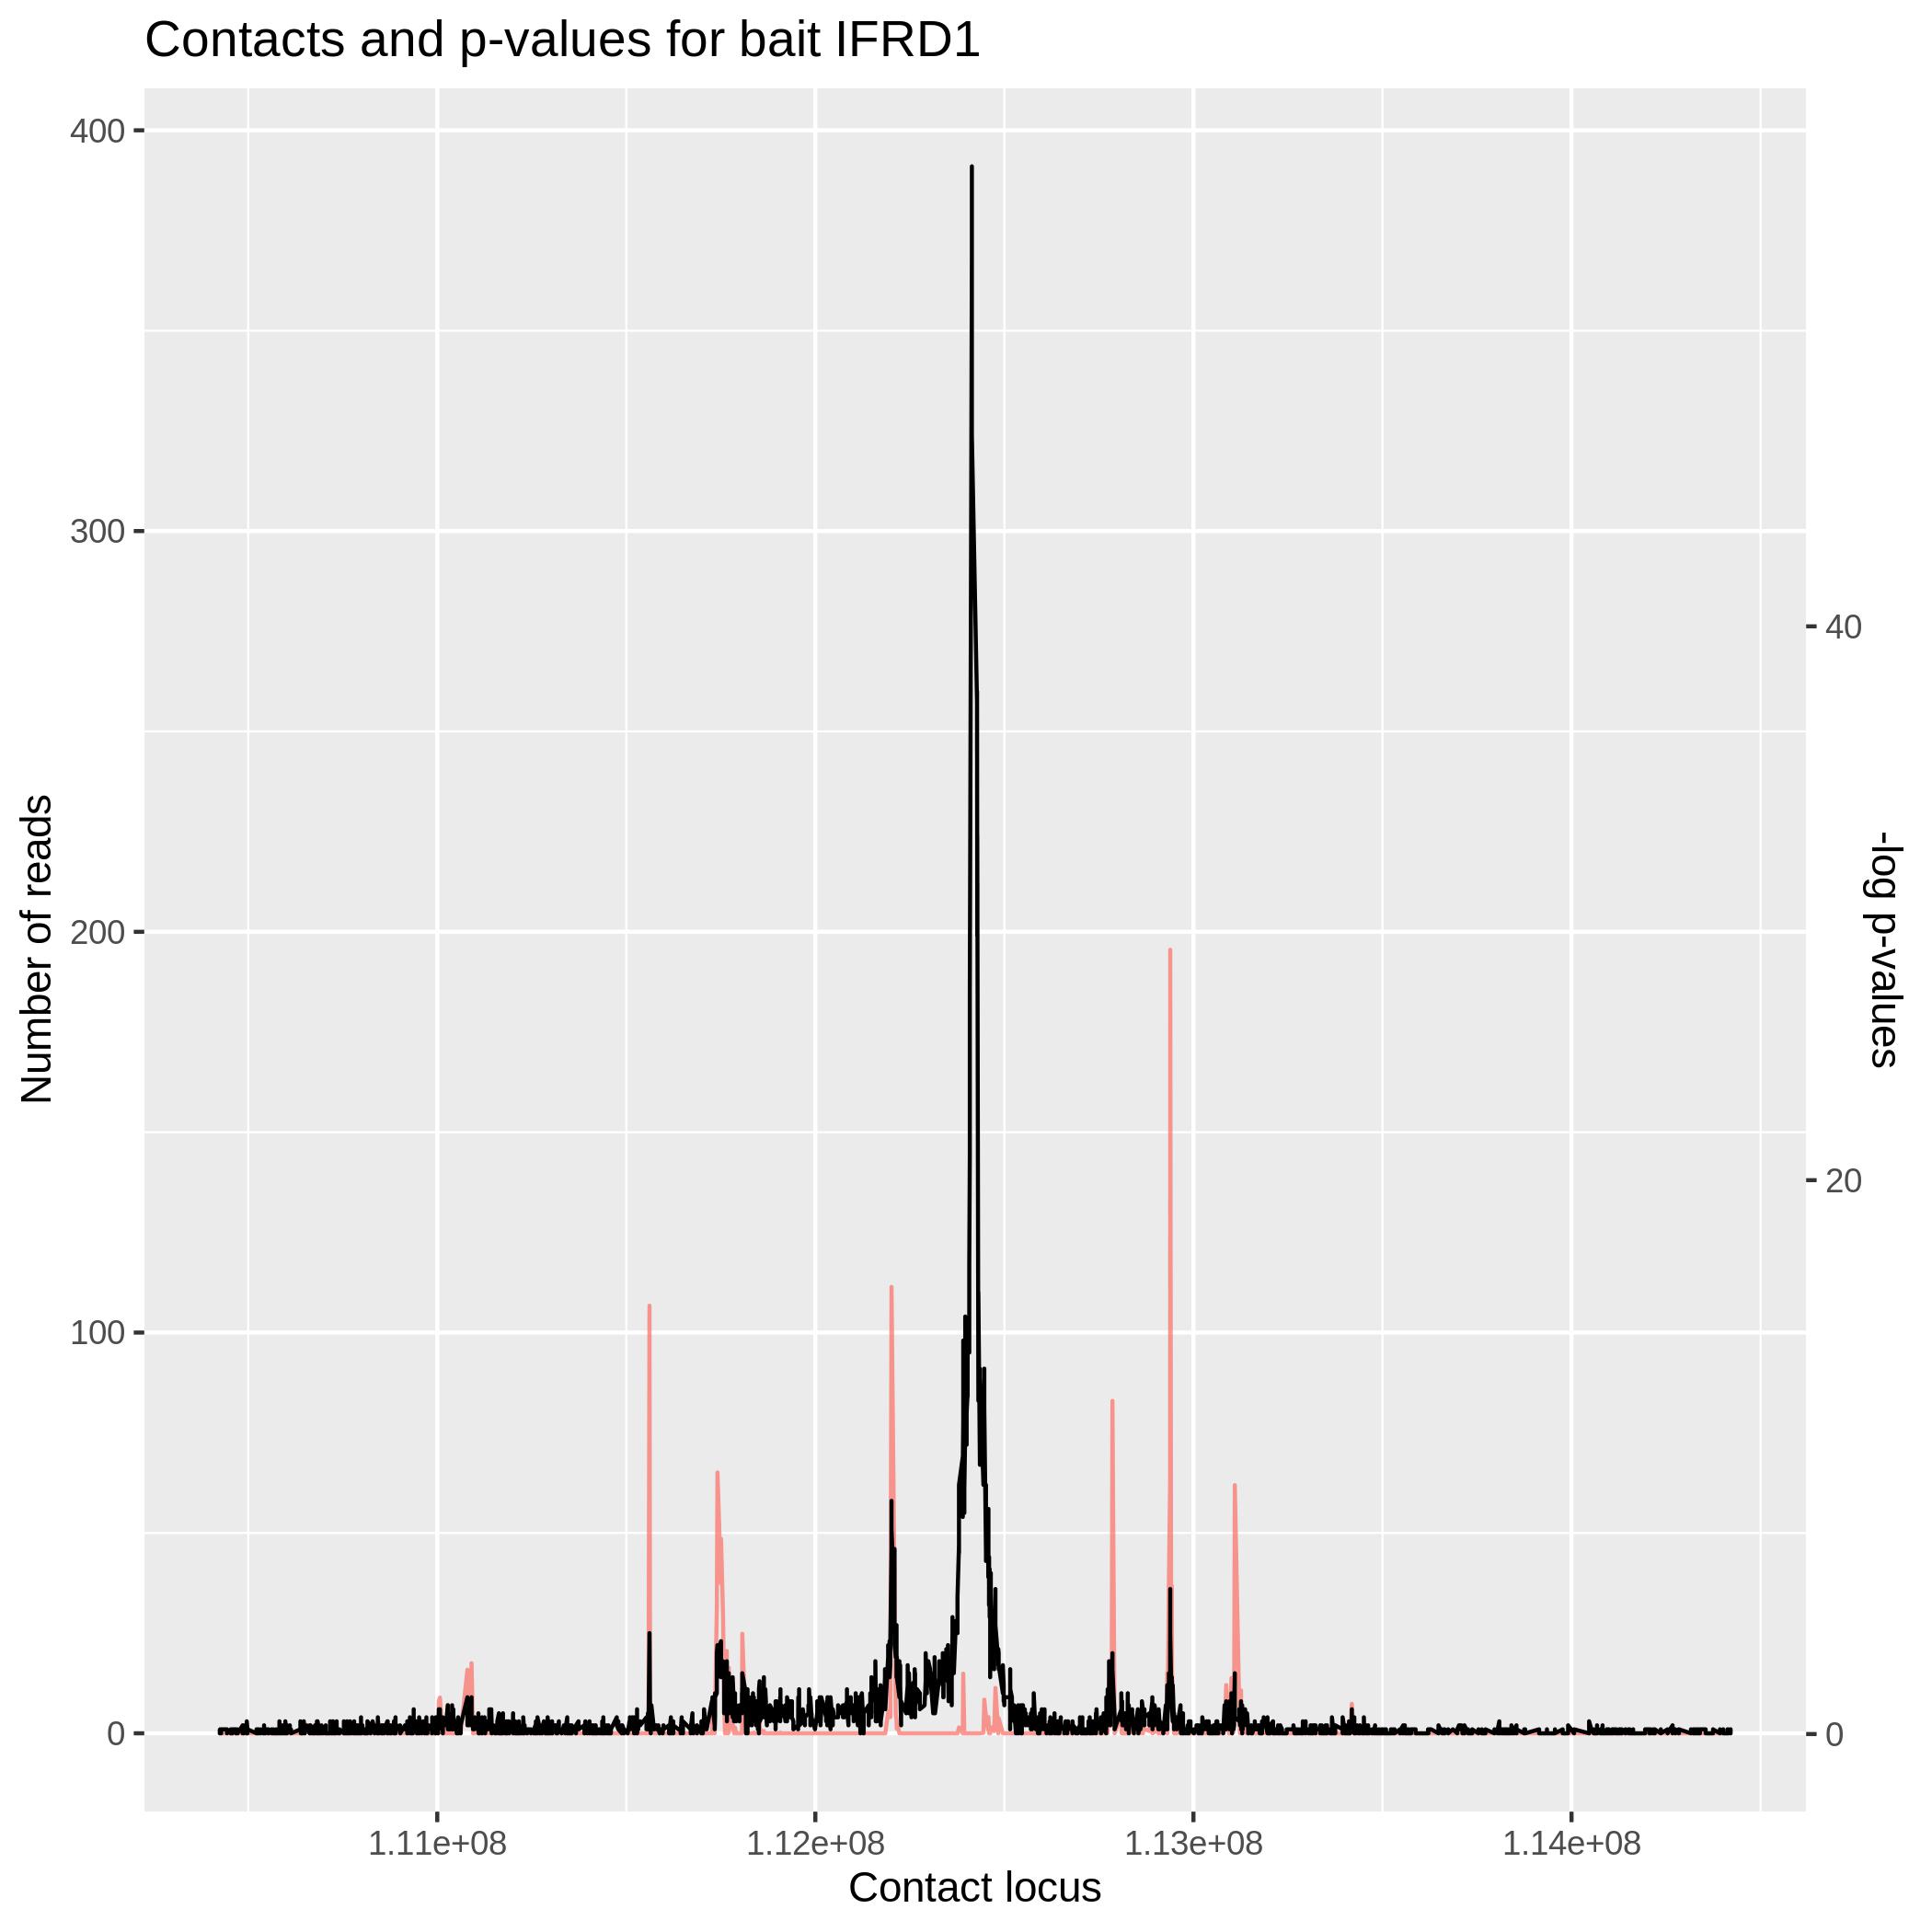 Contacts and p-values for bait IFRD1
400
300
200
100
0
Number of reads
40
20
0
-log p-values
1.11e+08
1.12e+08
1.13e+08
1.14e+08
Contact locus